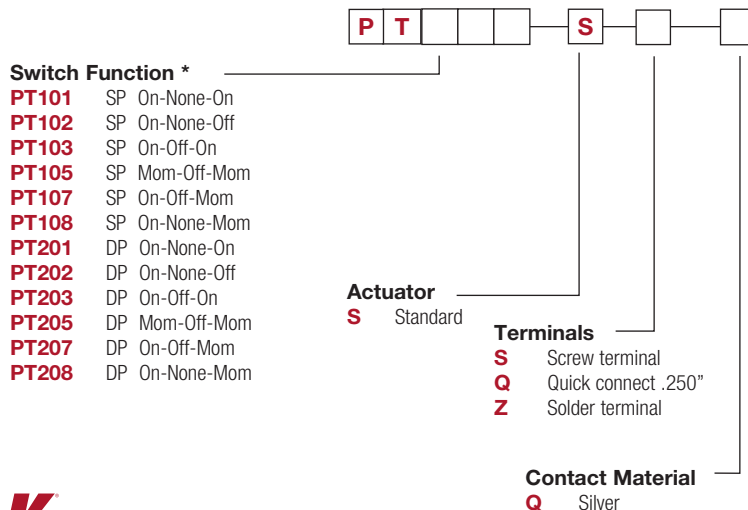 P T S
Switch Function *
PT101 SP On-None-On
PT102 SP On-None-Off
PT103 SP On-Off-On
PT105 SP Mom-Off-Mom
PT107 SP On-Off-Mom
PT108 SP On-None-Mom
PT201 DP On-None-On
PT202 DP On-None-Off
PT203 DP On-Off-On
PT205 DP Mom-Off-Mom
PT207 DP On-Off-Mom
PT208 DP On-None-Mom
Actuator
S Standard
Terminals
S Screw terminal
Q Quick connect .250"
Z Solder terminal
Contact Material
Q Silver